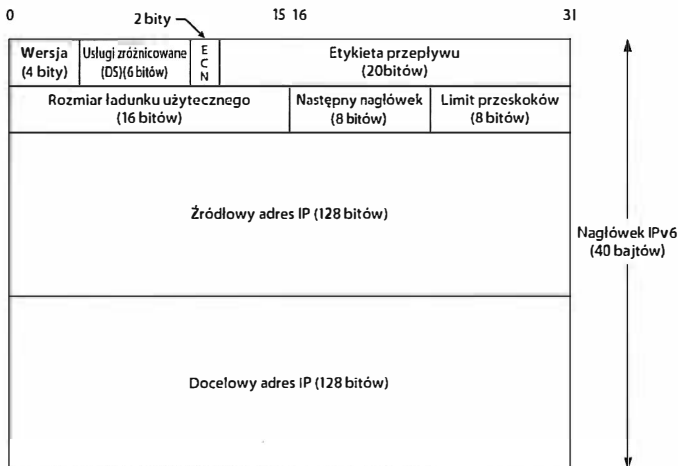 0 2 bity 15 16 31
Wersja Usługi zróżnicowane E Etykieta przepływu
(4 bity) (DS)(6 bitów) C (20bitów)
N
Rozmiar ładunku użytecznego Następny nagłówek Limit przeskoków
(16 bitów) (8 bitów) (8 bitów)
Źródłowy adres IP (128 bitów)
Nagłówek IPv6
(40 bajtów)
Docelowy adres IP (128 bitów)